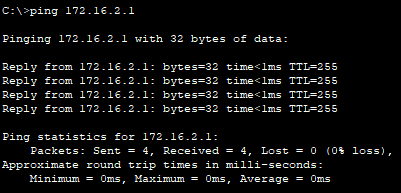 C:\>ping 172.16.2.1
Pinging 172.16.2.1 with 32 bytes of data:
Reply from 172.16.2.1: bytes=32 time<1ms TTL=255
Reply from 172.16.2.1: bytes=32 time<1ms TTL=255
Reply from 172.16.2.1: bytes=32 time<1ms TTL=255
Reply from 172.16.2.1: bytes=32 time<1ms TTL=255
Ping statistics for 172.16.2.1:
    Packets: Sent = 4, Received = 4, Lost = 0 (0% loss),
Approximate round trip times in milli-seconds:
    Minimum = 0ms, Maximum = 0ms, Average = 0ms